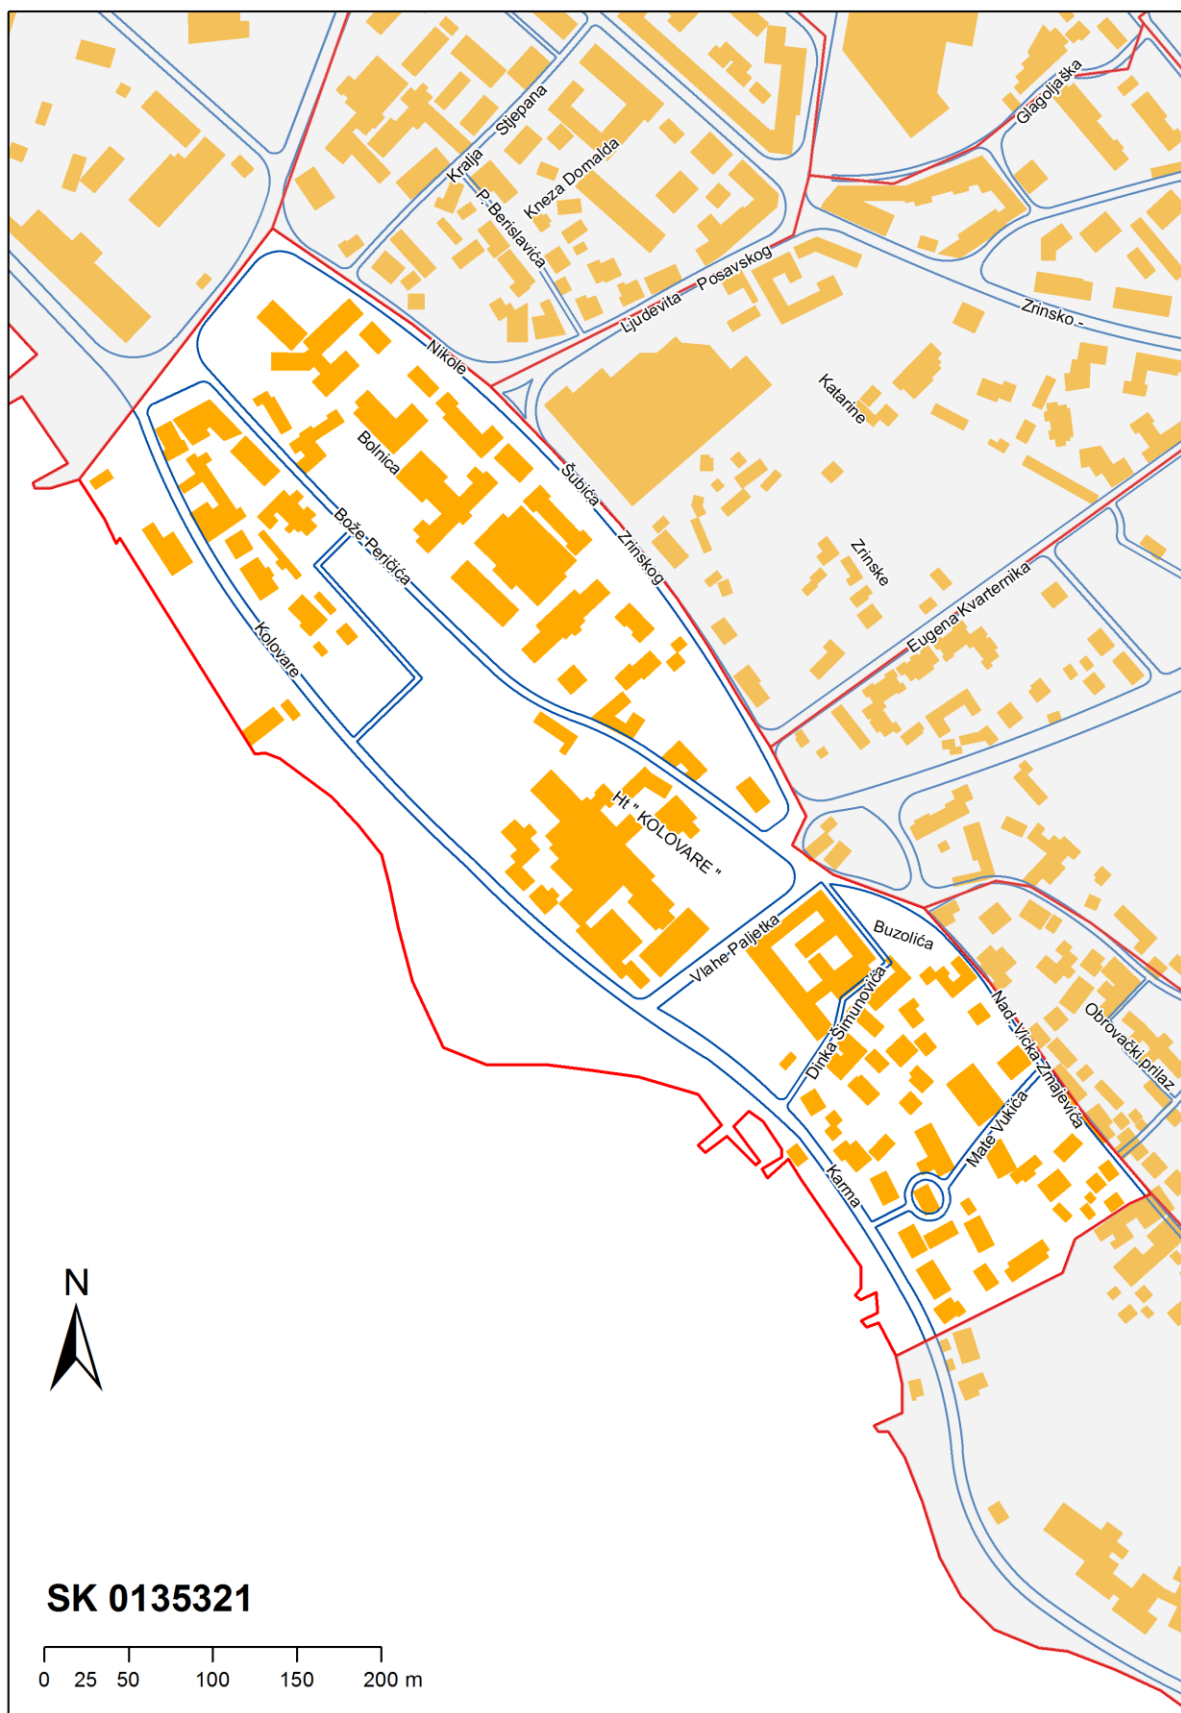 Glagoljaška
Stjepana
Kralja
Kneza Domalda
P. Berislavića
Ljudevita
Posavskog
Zrinsko -
Nikole
Katarine
Bolnica
Šubića
Bože Peričića
Zrinskog
Zrinske
Eugena Kvarternika
Kolovare
Ht " KOLOVARE "
Vlahe Paljetka
Buzolića
Dinka Šimunovića
Nad. Vicka Zmajevića
Obrovački prilaz
Mate Vukića
Karma
N
SK 0135321
0 25 50 100 150 200 m